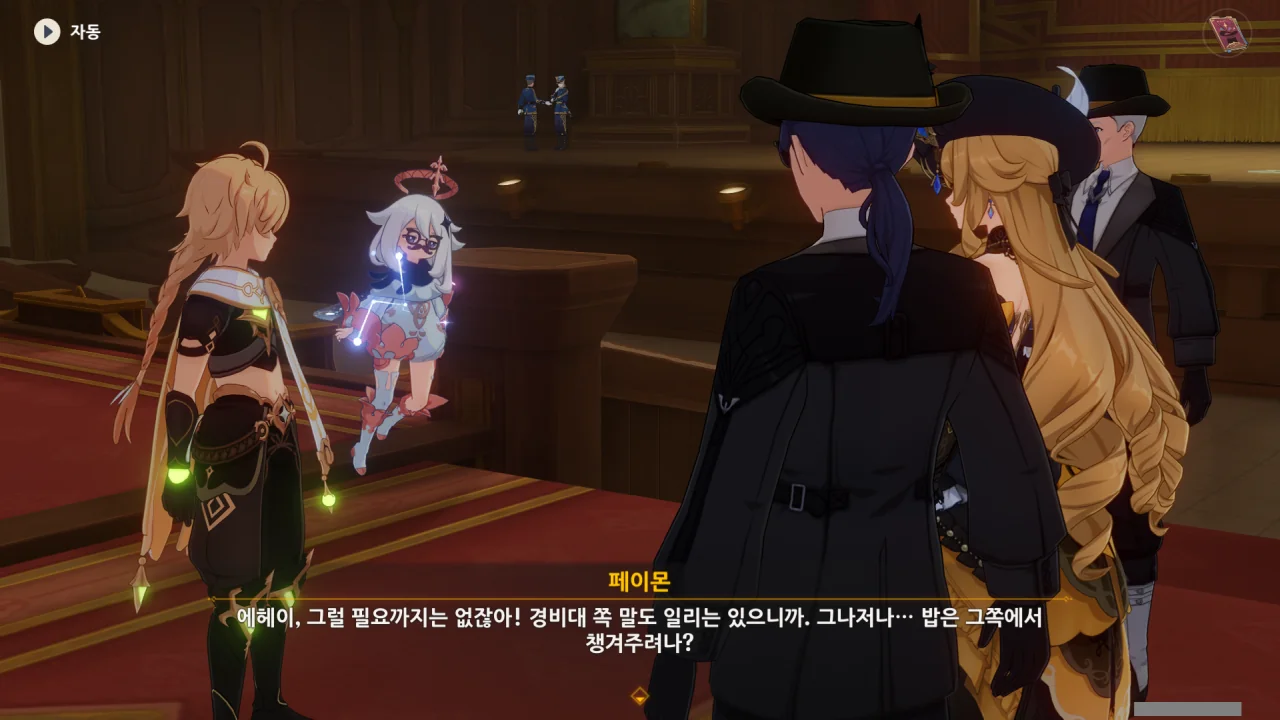 자동
페이몬
에헤이, 그럴 필요까지는 없잖아! 경비대 쪽 말도 일리는 있으니까. 그나저나… 밥은 그쪽에서
챙겨주려나?